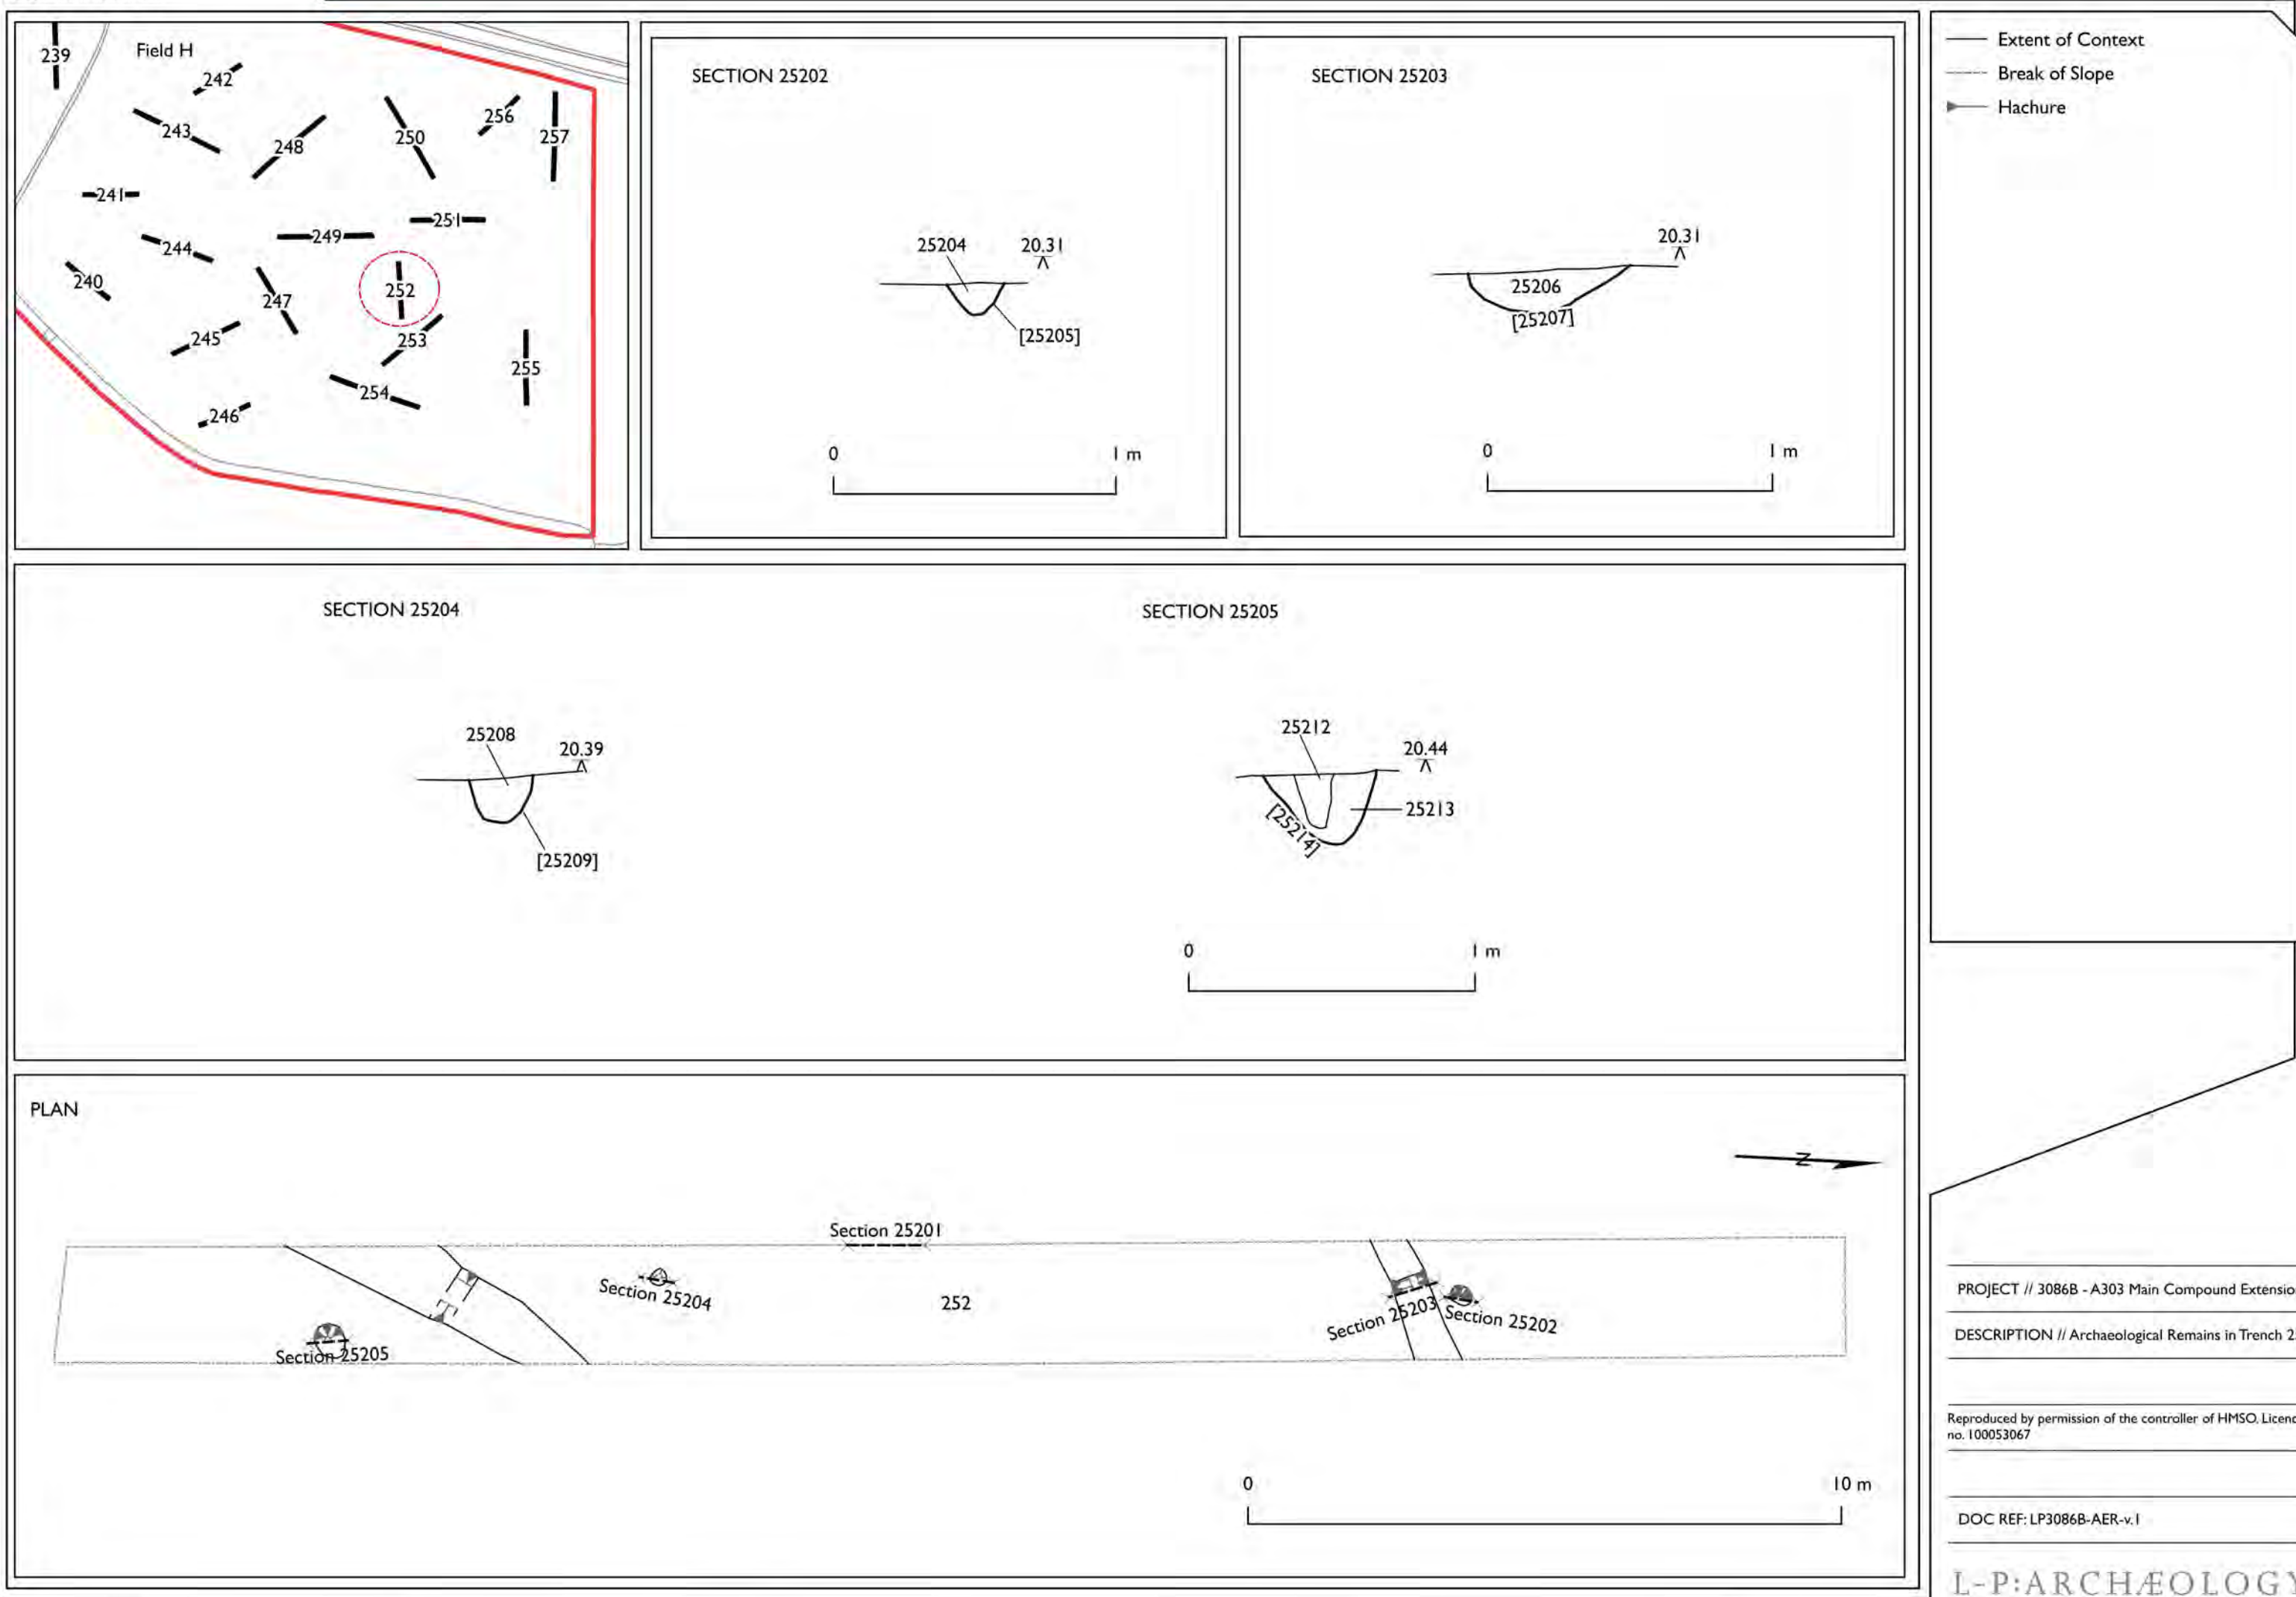 239
Field H
242
243
248
250
256
257
241
244
249
251
240
247
252
245
253
255
254
246
SECTION 25202
25204
20.31
[25205]
0
1 m
SECTION 25203
20.31
25206
[25207]
0
1 m
Extent of Context
Break of Slope
Hachure
SECTION 25204
25208
20.39
[25209]
SECTION 25205
25212
20.44
25213
[25214]
0
1 m
PLAN
Z
Section 25201
Section 25204
252
Section 25203
Section 25202
Section 25205
0
10 m
PROJECT // 3086B - A303 Main Compound Extensio
DESCRIPTION // Archaeological Remains in Trench 2
Reproduced by permission of the controller of HMSO. Licenc
no. 100053067
DOC REF: LP3086B-AER-v.1
L-P:ARCHÆOLOGY